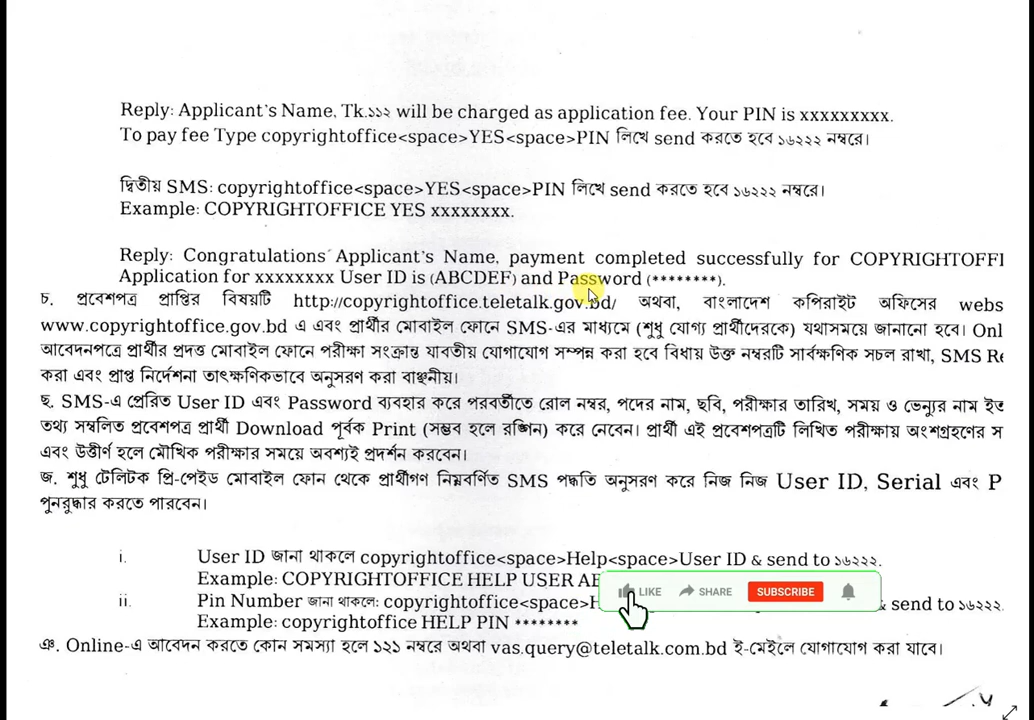 Reply: Applicant's Name, Tk.১১২ will be charged as application fee. Your PIN is xxxxxxxxx.
To pay fee Type copyrightoffice<space>YES<space>PIN লিখে send করতে হবে ১৬২২২ নম্বরে।
দ্বিতীয় SMS: copyrightoffice<space>YES<space>PIN লিখে send করতে হবে ১৬২২২ নম্বরে।
Example: COPYRIGHTOFFICE YES xxxxxxxx.
Reply: Congratulations Applicant's Name, payment completed successfully for COPYRIGHTOFFI
Application for xxxxxxxx User ID is (ABCDEF) and Password (********).
চ. প্রবেশপত্র প্রাপ্তির বিষয়টি http://copyrightoffice.teletalk.gov.bd/ অথবা, বাংলাদেশ কপিরাইট অফিসের webs
www.copyrightoffice.gov.bd এ এবং প্রার্থীর মোবাইল ফোনে SMS-এর মাধ্যমে (শুধু যোগ্য প্রার্থীদেরকে) যথাসময়ে জানানো হবে। Onl
আবেদনপত্রে প্রার্থীর প্রদত্ত মোবাইল ফোনে পরীক্ষা সংক্রান্ত যাবতীয় যোগাযোগ সম্পন্ন করা হবে বিধায় উক্ত নম্বরটি সার্বক্ষণিক সচল রাখা, SMS Re
করা এবং প্রাপ্ত নির্দেশনা তাৎক্ষণিকভাবে অনুসরণ করা বাঞ্চনীয়।
ছ. SMS-এ প্রেরিত User ID এবং Password ব্যবহার করে পরবর্তীতে রোল নম্বর, পদের নাম, ছবি, পরীক্ষার তারিখ, সময় ও ভেন্যুর নাম ইত
তথ্য সম্বলিত প্রবেশপত্র প্রার্থী Download পূর্বক Print (সম্ভব হলে রঙ্গিন) করে নেবেন। প্রার্থী এই প্রবেশপত্রটি লিখিত পরীক্ষায় অংশগ্রহণের স
এবং উত্তীর্ণ হলে মৌখিক পরীক্ষার সময়ে অবশ্যই প্রদর্শন করবেন।
জ. শুধু টেলিটক প্রি-পেইড মোবাইল ফোন থেকে প্রার্থীগণ নিম্নবর্ণিত SMS পদ্ধতি অনুসরণ করে নিজ নিজ User ID, Serial এবং P
পুনরুদ্ধার করতে পারবেন।
i. User ID জানা থাকলে copyrightoffice<space>Help<space>User ID & send to ১৬২২২.
Example: COPYRIGHTOFFICE HELP USER AB
LIKE SHARE SUBSCRIBE
ii. Pin Number জানা থাকলে: copyrightoffice<space>H & send to ১৬২২২.
Example: copyrightoffice HELP PIN ********
ঞ. Online-এ আবেদন করতে কোন সমস্যা হলে ১২১ নম্বরে অথবা vas.query@teletalk.com.bd ই-মেইলে যোগাযোগ করা যাবে।